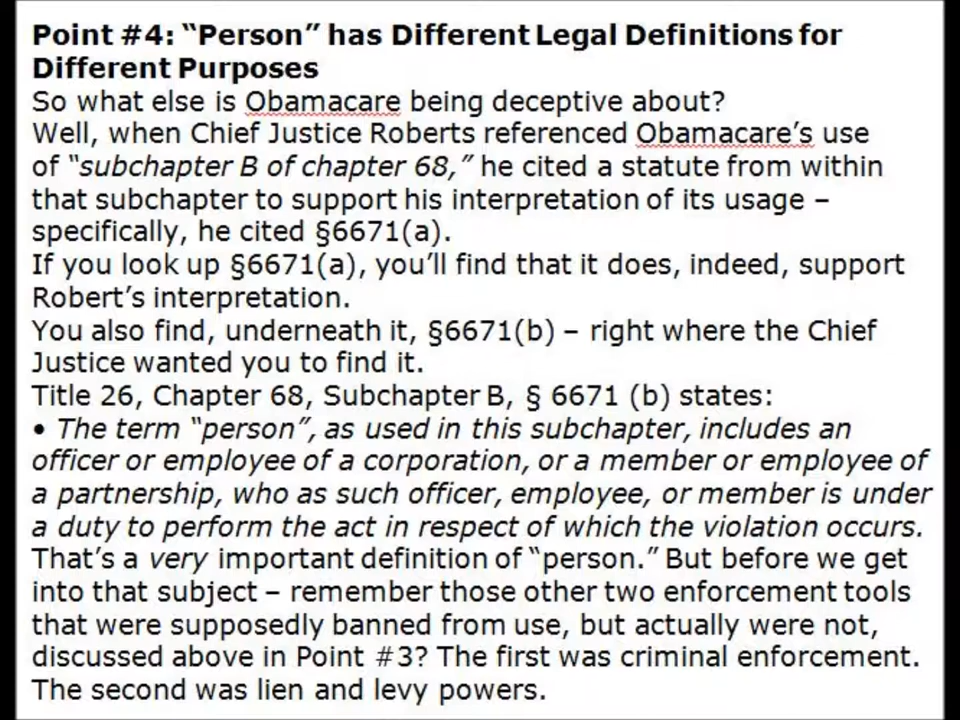 Point #4: “Person” has Different Legal Definitions for
Different Purposes
So what else is Obamacare being deceptive about?
Well, when Chief Justice Roberts referenced Obamacare’s use
of “subchapter B of chapter 68,” he cited a statute from within
that subchapter to support his interpretation of its usage –
specifically, he cited §6671(a).
If you look up §6671(a), you’ll find that it does, indeed, support
Robert’s interpretation.
You also find, underneath it, §6671(b) – right where the Chief
Justice wanted you to find it.
Title 26, Chapter 68, Subchapter B, § 6671 (b) states:
• The term “person”, as used in this subchapter, includes an
officer or employee of a corporation, or a member or employee of
a partnership, who as such officer, employee, or member is under
a duty to perform the act in respect of which the violation occurs.
That’s a very important definition of “person.” But before we get
into that subject – remember those other two enforcement tools
that were supposedly banned from use, but actually were not,
discussed above in Point #3? The first was criminal enforcement.
The second was lien and levy powers.